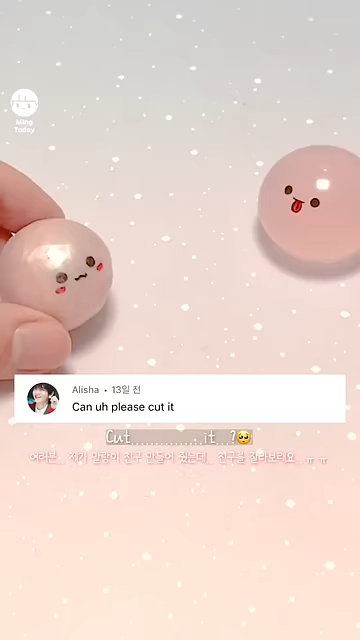 Ming
Today
Alisha • 13일 전
Can uh please cut it
Cut..............it..?🥺
여러분.. 제가 말랑이 친구 만들어 줬는데.. 친구를 잘라보래요.. ㅠㅠ